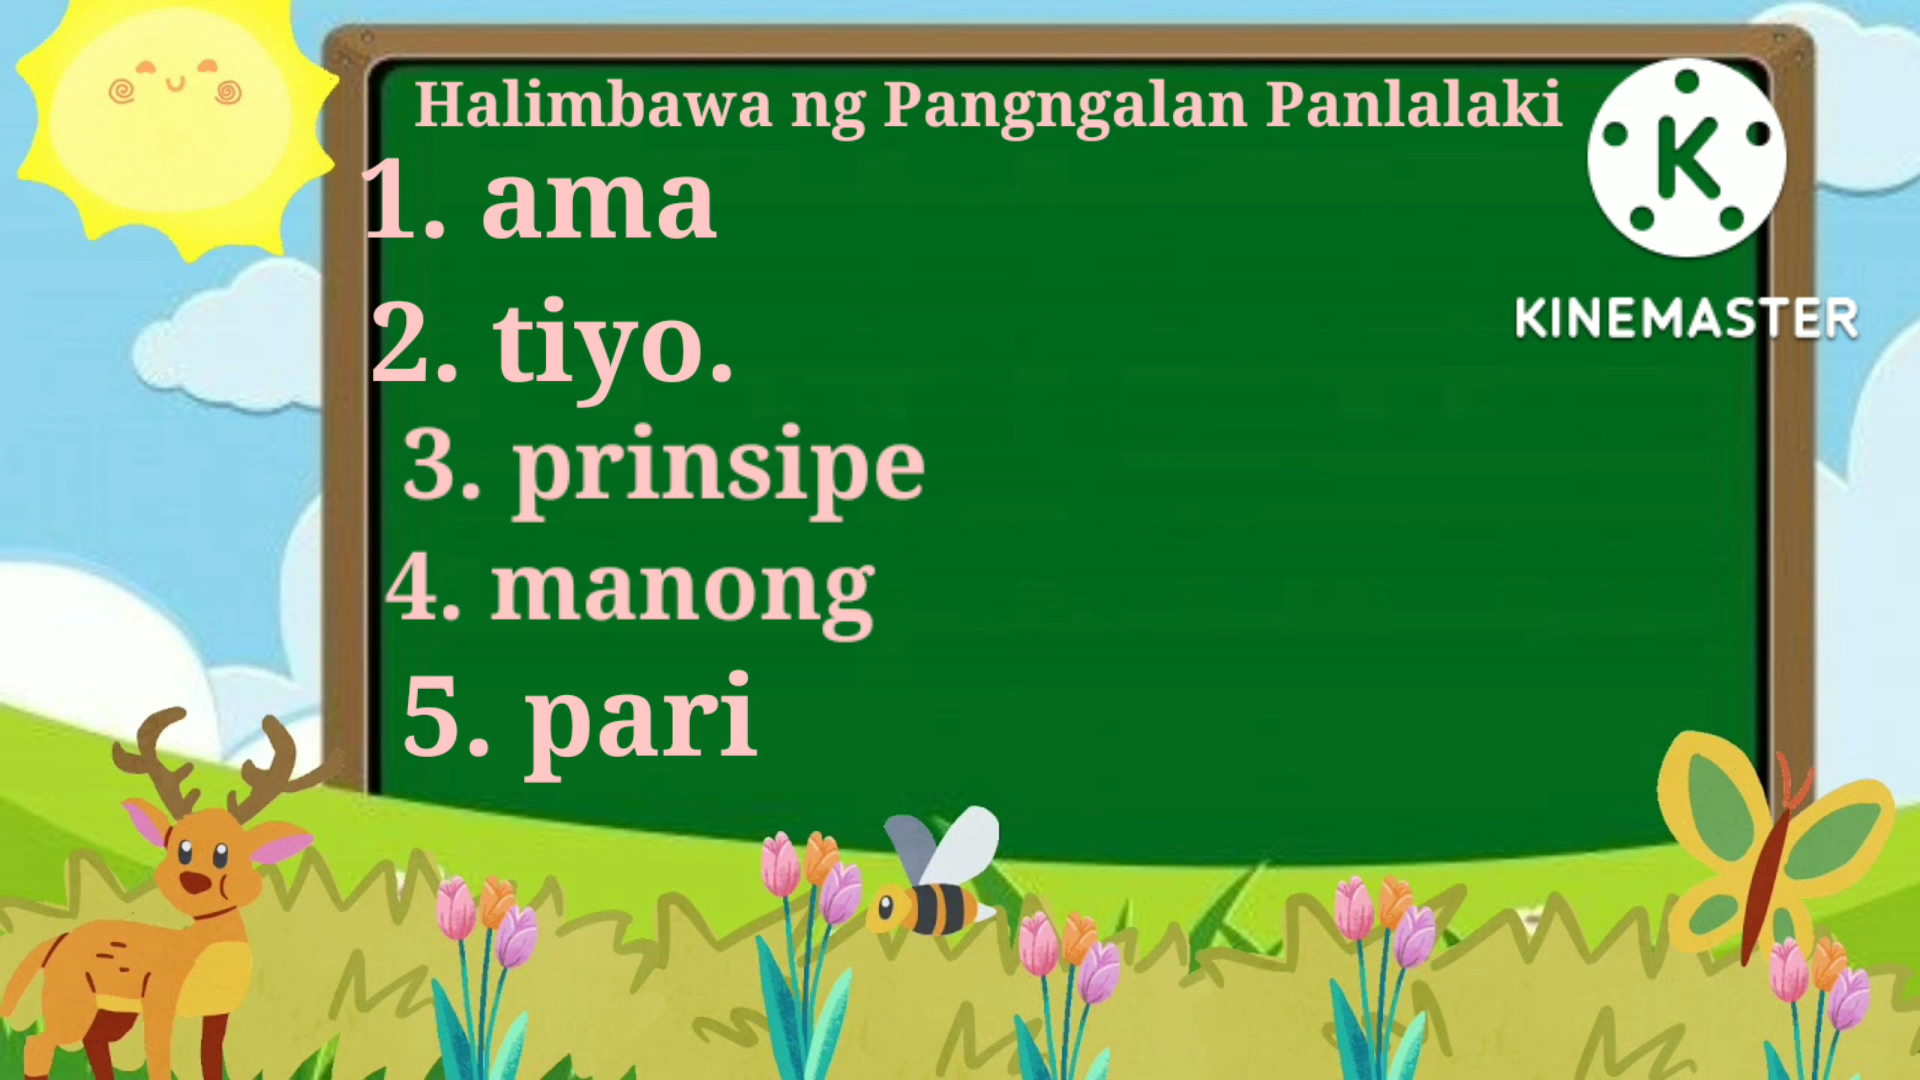 Halimbawa ng Pangngalan Panlalaki
1. ama
2. tiyo.
3. prinsipe
4. manong
5. pari
K
KINEMASTER